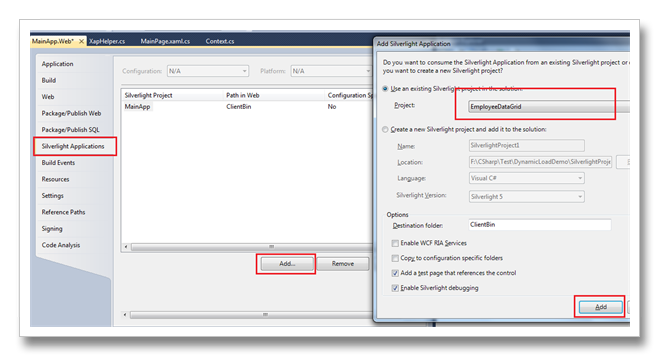 MainApp.Web* XapHelper.cs MainPage.xaml.cs Context.cs
Application
Build
Web
Package/Publish Web
Package/Publish SQL
Silverlight Applications
Build Events
Resources
Settings
Reference Paths
Signing
Code Analysis
Configuration: N/A Platform: N/A
Silverlight Project Path in Web Configuration Sp
MainApp ClientBin No
Add... Remove
Add Silverlight Application
Do you want to consume the Silverlight Application from an existing Silverlight project or
you want to create a new Silverlight project?
Use an existing Silverlight project in the solution:
Project: EmployeeDataGrid
Create a new Silverlight project and add it to the solution:
Name: SilverlightProject1
Location: F:\CSharp\Test\DynamicLoadDemo\SilverlightProje
Language: Visual C#
Silverlight Version: Silverlight 5
Options
Destination folder: ClientBin
Enable WCF RIA Services
Copy to configuration specific folders
Add a test page that references the control
Enable Silverlight debugging
Add